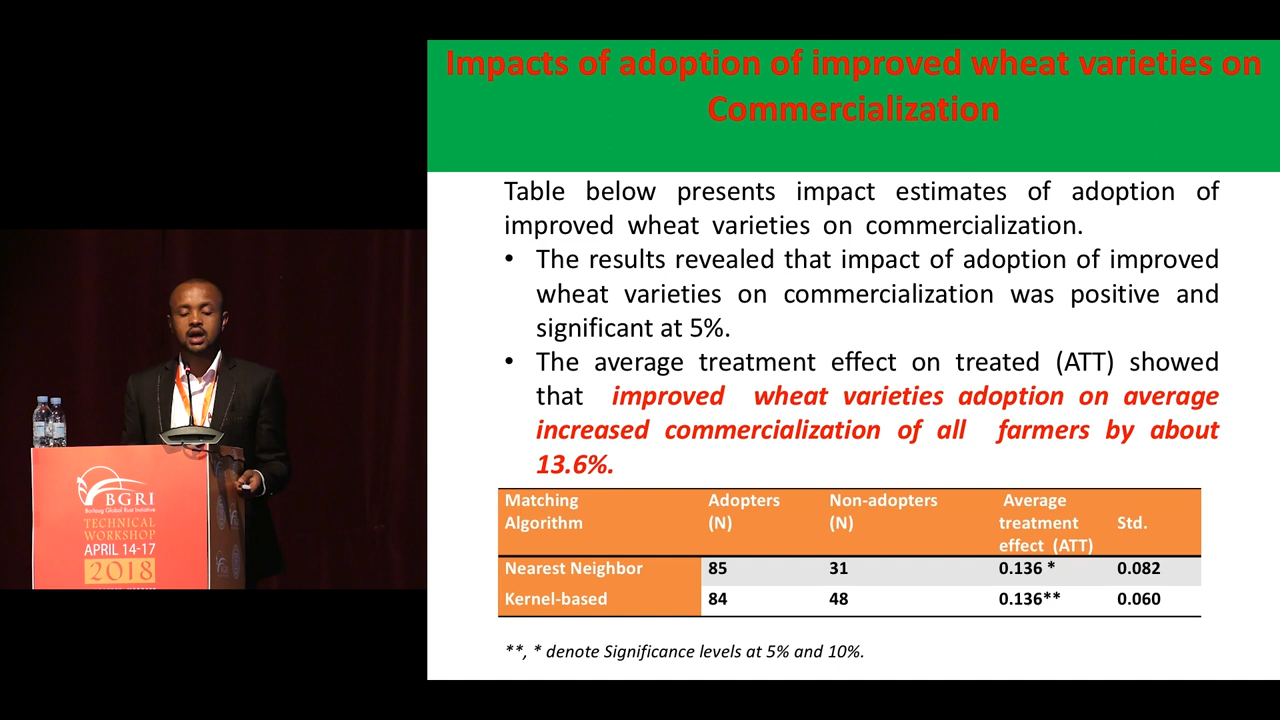 Impacts of adoption of improved wheat varieties on
Commercialization
Table below presents impact estimates of adoption of
improved wheat varieties on commercialization.
• The results revealed that impact of adoption of improved
wheat varieties on commercialization was positive and
significant at 5%.
• The average treatment effect on treated (ATT) showed
that improved wheat varieties adoption on average
increased commercialization of all farmers by about
13.6%.
Matching Algorithm Adopters (N) Non-adopters (N) Average treatment effect (ATT) Std.
Nearest Neighbor 85 31 0.136 * 0.082
Kernel-based 84 48 0.136** 0.060
**, * denote Significance levels at 5% and 10%.
BGRI
Borlaug Global Rust Initiative
TECHNICAL
WORKSHOP
APRIL 14-17
2018